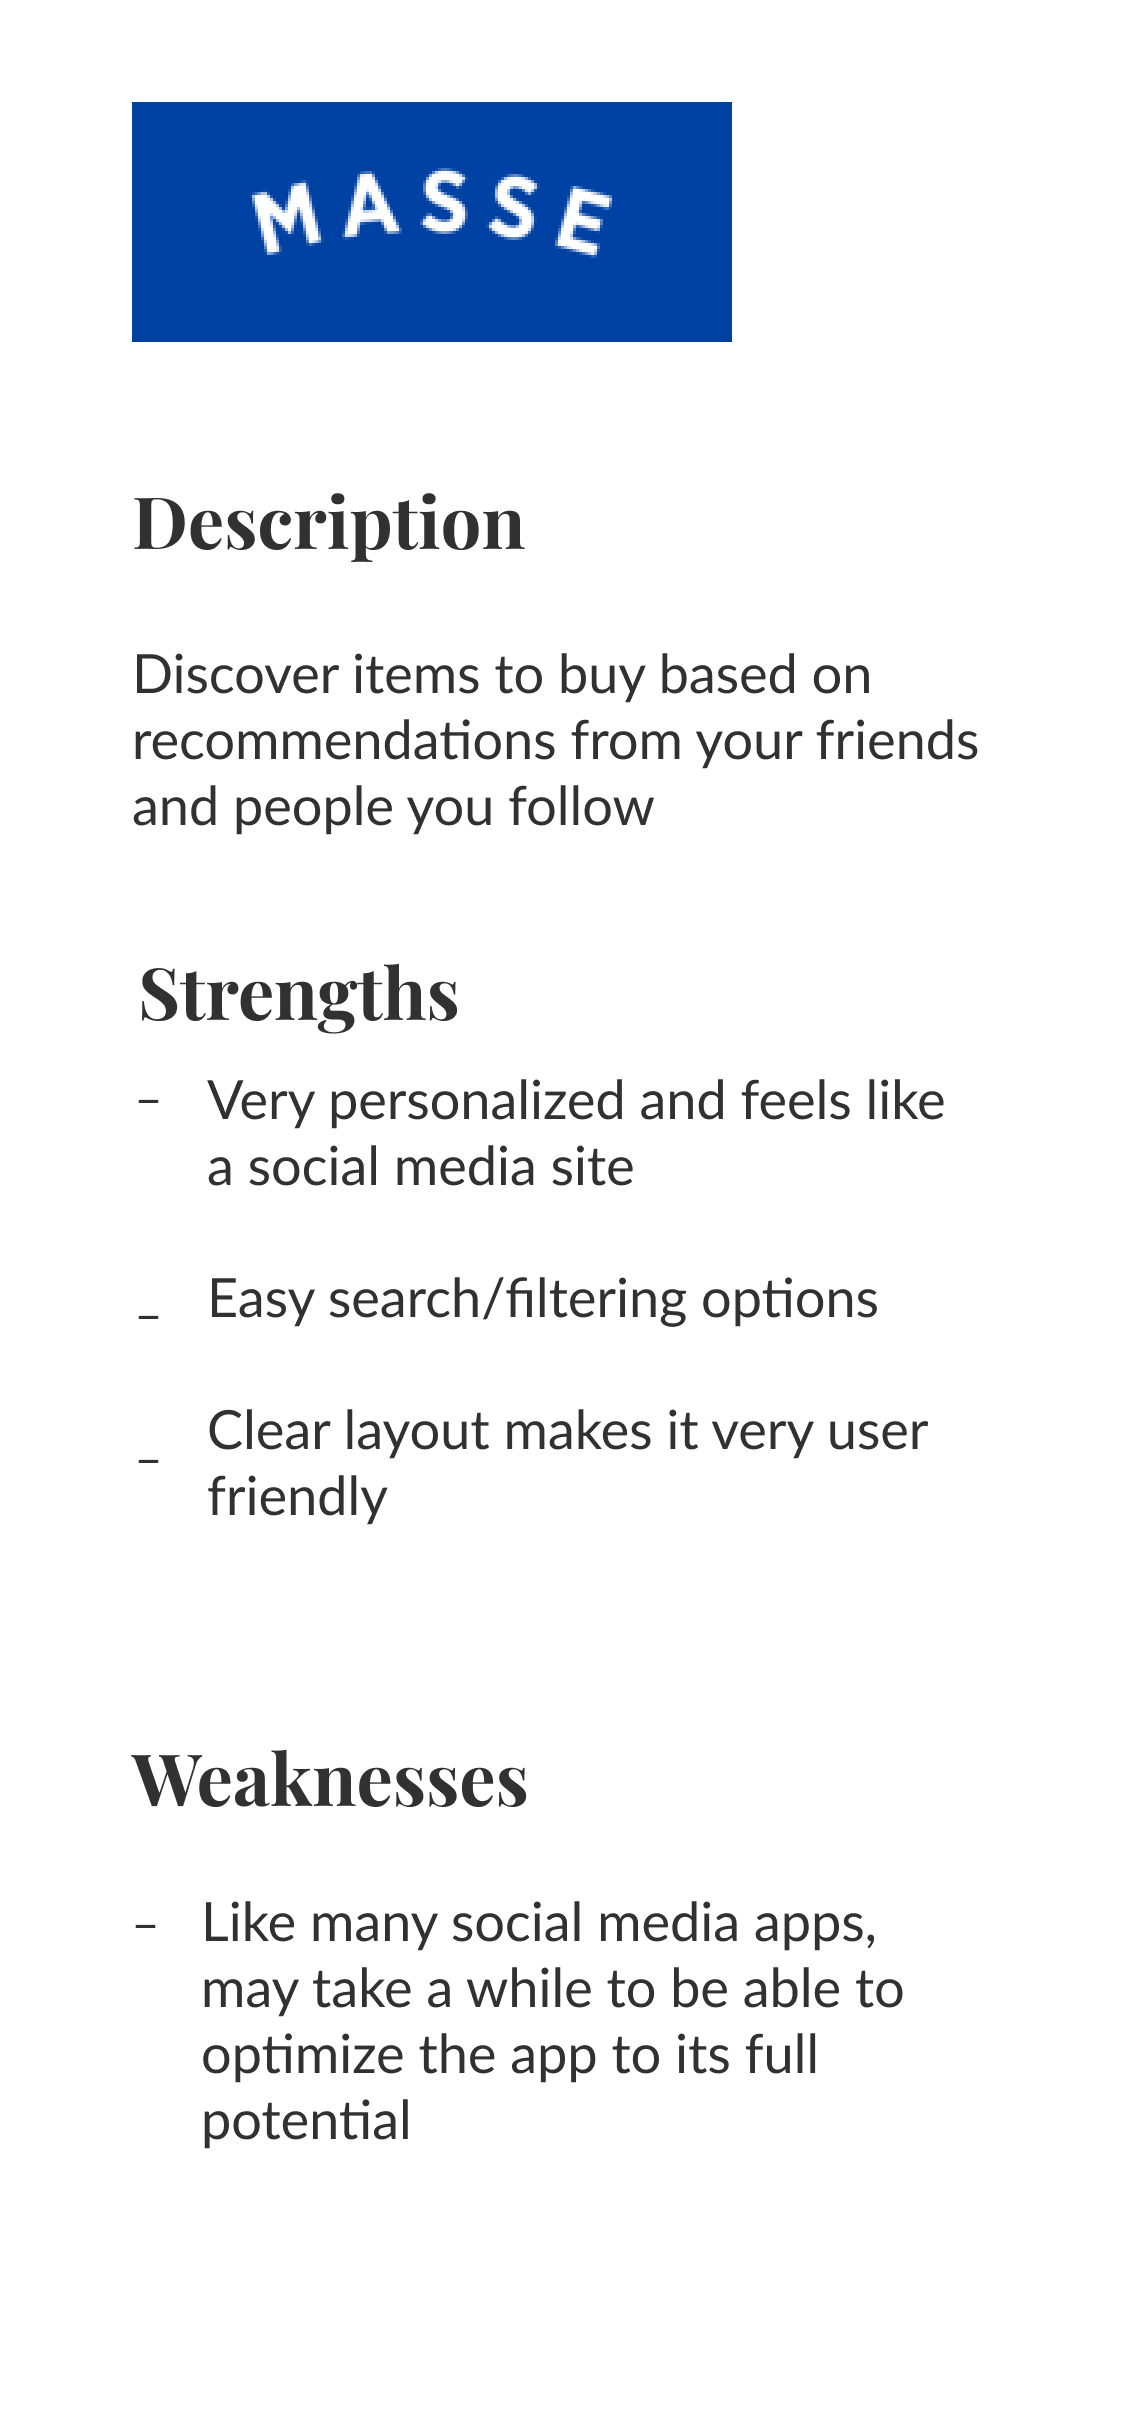 MASSE
Description
Discover items to buy based on
recommendations from your friends
and people you follow
Strengths
– Very personalized and feels like
a social media site
– Easy search/filtering options
– Clear layout makes it very user
friendly
Weaknesses
– Like many social media apps,
may take a while to be able to
optimize the app to its full
potential